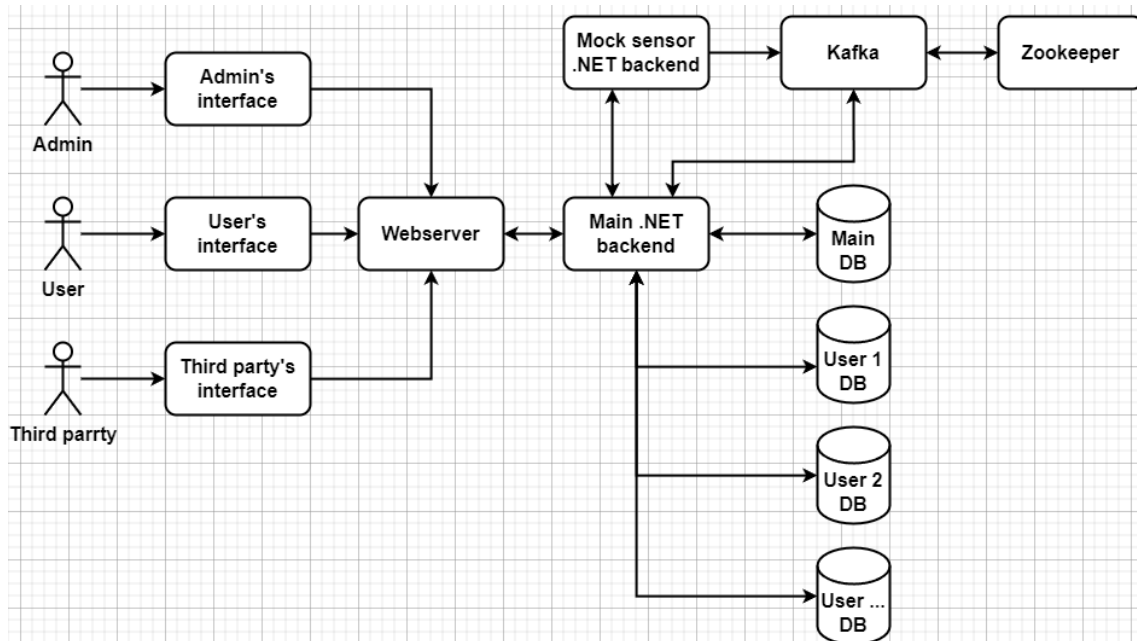 Mock sensor
.NET backend
Kafka
Zookeeper
Admin's
interface
Admin
User's
interface
Webserver
Main .NET
backend
Main
DB
User
User 1
DB
Third party's
interface
Third parrty
User 2
DB
User ...
DB